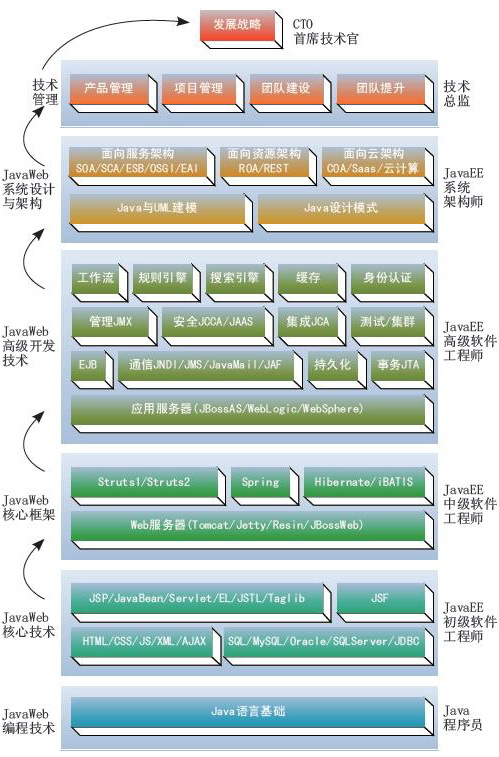 发展战略
CTO
首席技术官
技术
管理
产品管理
项目管理
团队建设
团队提升
技术
总监
JavaWeb
系统设计
与架构
面向服务架构
SOA/SCA/ESB/OSGI/EAI
面向资源架构
ROA/REST
面向云架构
COA/Saas/云计算
Java与UML建模
Java设计模式
JavaEE
系统
架构师
JavaWeb
高级开发
技术
工作流
规则引擎
搜索引擎
缓存
身份认证
管理JMX
安全JCCA/JAAS
集成JCA
测试/集群
EJB
通信JNDI/JMS/JavaMail/JAF
持久化
事务JTA
应用服务器(JBossAS/WebLogic/WebSphere)
JavaEE
高级软件
工程师
JavaWeb
核心框架
Struts1/Struts2
Spring
Hibernate/iBATIS
Web服务器(Tomcat/Jetty/Resin/JBossWeb)
JavaEE
中级软件
工程师
JavaWeb
核心技术
JSP/JavaBean/Servlet/EL/JSTL/Taglib
JSF
HTML/CSS/JS/XML/AJAX
SQL/MySQL/Oracle/SQLServer/JDBC
JavaEE
初级软件
工程师
JavaWeb
编程技术
Java语言基础
Java
程序员